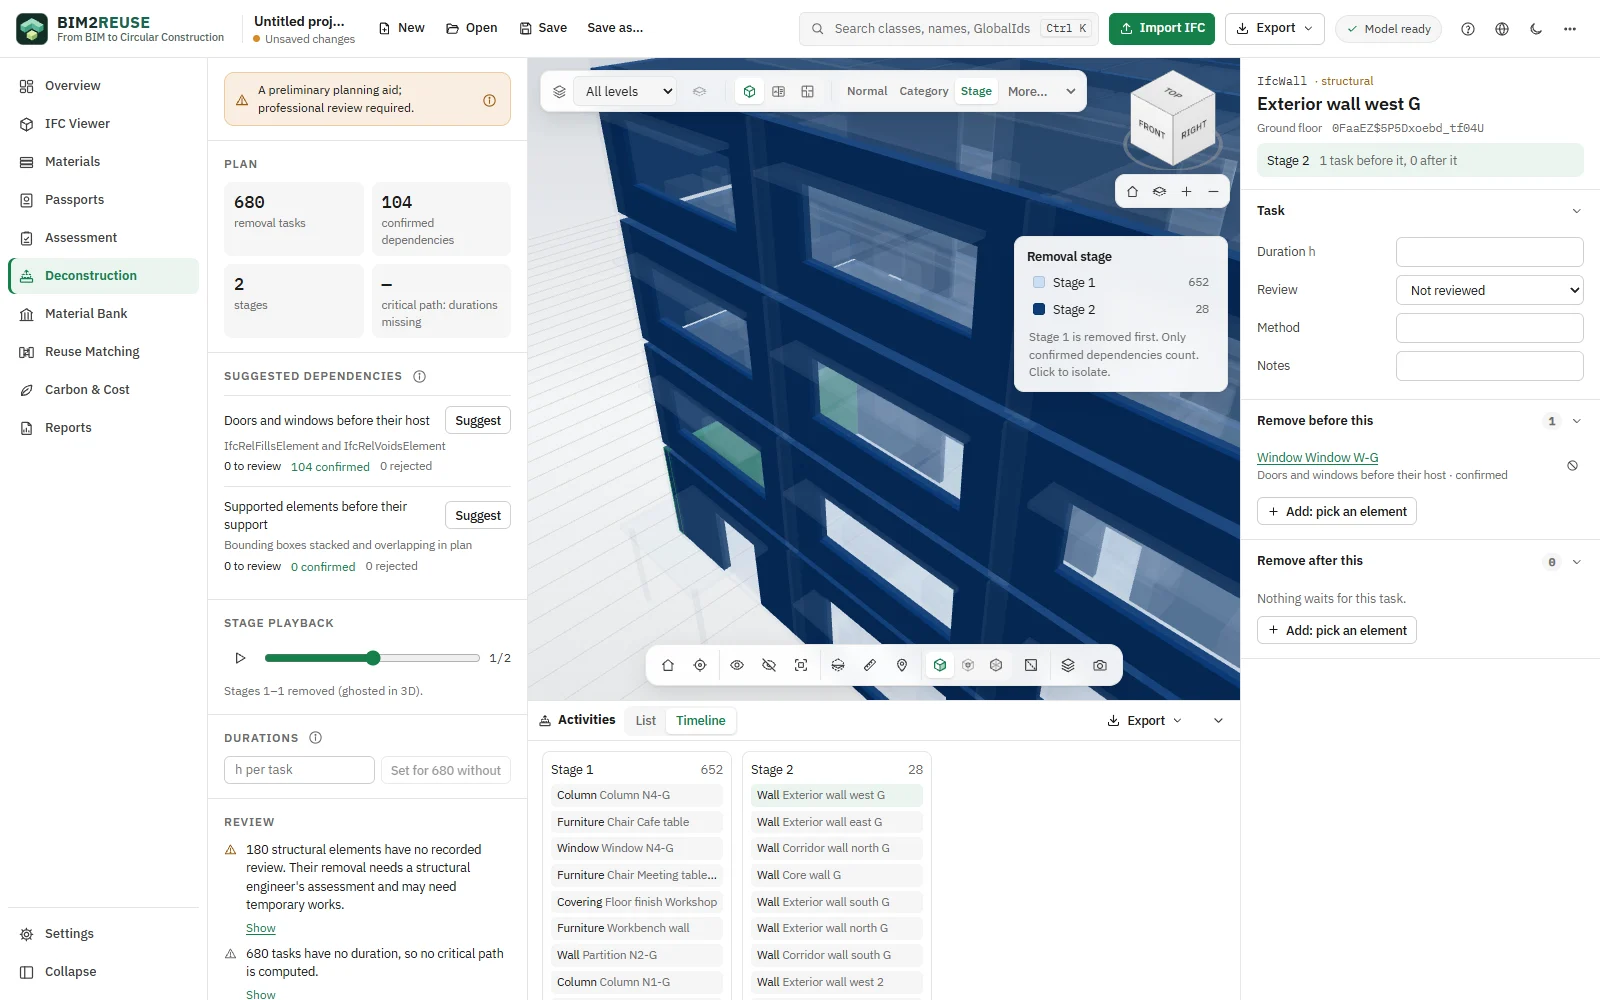 BIM2REUSE
From BIM to Circular Construction
Untitled proj...
Unsaved changes
New
Open
Save
Save as...
Search classes, names, GlobalIds
Ctrl K
Import IFC
Export
Model ready
Overview
IFC Viewer
Materials
Passports
Assessment
Deconstruction
Material Bank
Reuse Matching
Carbon & Cost
Reports
Settings
Collapse
A preliminary planning aid;
professional review required.
PLAN
680
removal tasks
104
confirmed
dependencies
2
stages
–
critical path: durations
missing
SUGGESTED DEPENDENCIES
Doors and windows before their host
Suggest
IfcRelFillsElement and IfcRelVoidsElement
0 to review 104 confirmed 0 rejected
Supported elements before their
support
Suggest
Bounding boxes stacked and overlapping in plan
0 to review 0 confirmed 0 rejected
STAGE PLAYBACK
1/2
Stages 1–1 removed (ghosted in 3D).
DURATIONS
h per task
Set for 680 without
REVIEW
180 structural elements have no recorded
review. Their removal needs a structural
engineer's assessment and may need
temporary works.
Show
680 tasks have no duration, so no critical path
is computed.
Show
All levels
Normal
Category
Stage
More...
TOP
FRONT
RIGHT
Removal stage
Stage 1 652
Stage 2 28
Stage 1 is removed first. Only
confirmed dependencies count.
Click to isolate.
Activities
List
Timeline
Export
Stage 1 652
Column Column N4-G
Furniture Chair Cafe table
Window Window N4-G
Furniture Chair Meeting table...
Covering Floor finish Workshop
Furniture Workbench wall
Wall Partition N2-G
Column Column N1-G
Stage 2 28
Wall Exterior wall west G
Wall Exterior wall east G
Wall Corridor wall north G
Wall Core wall G
Wall Exterior wall south G
Wall Exterior wall north G
Wall Corridor wall south G
Wall Exterior wall west 2
IfcWall · structural
Exterior wall west G
Ground floor 0FaaEZ$5P5Dxoebd_tf04U
Stage 2 1 task before it, 0 after it
Task
Duration h
Review
Not reviewed
Method
Notes
Remove before this 1
Window Window W-G
Doors and windows before their host · confirmed
+ Add: pick an element
Remove after this 0
Nothing waits for this task.
+ Add: pick an element